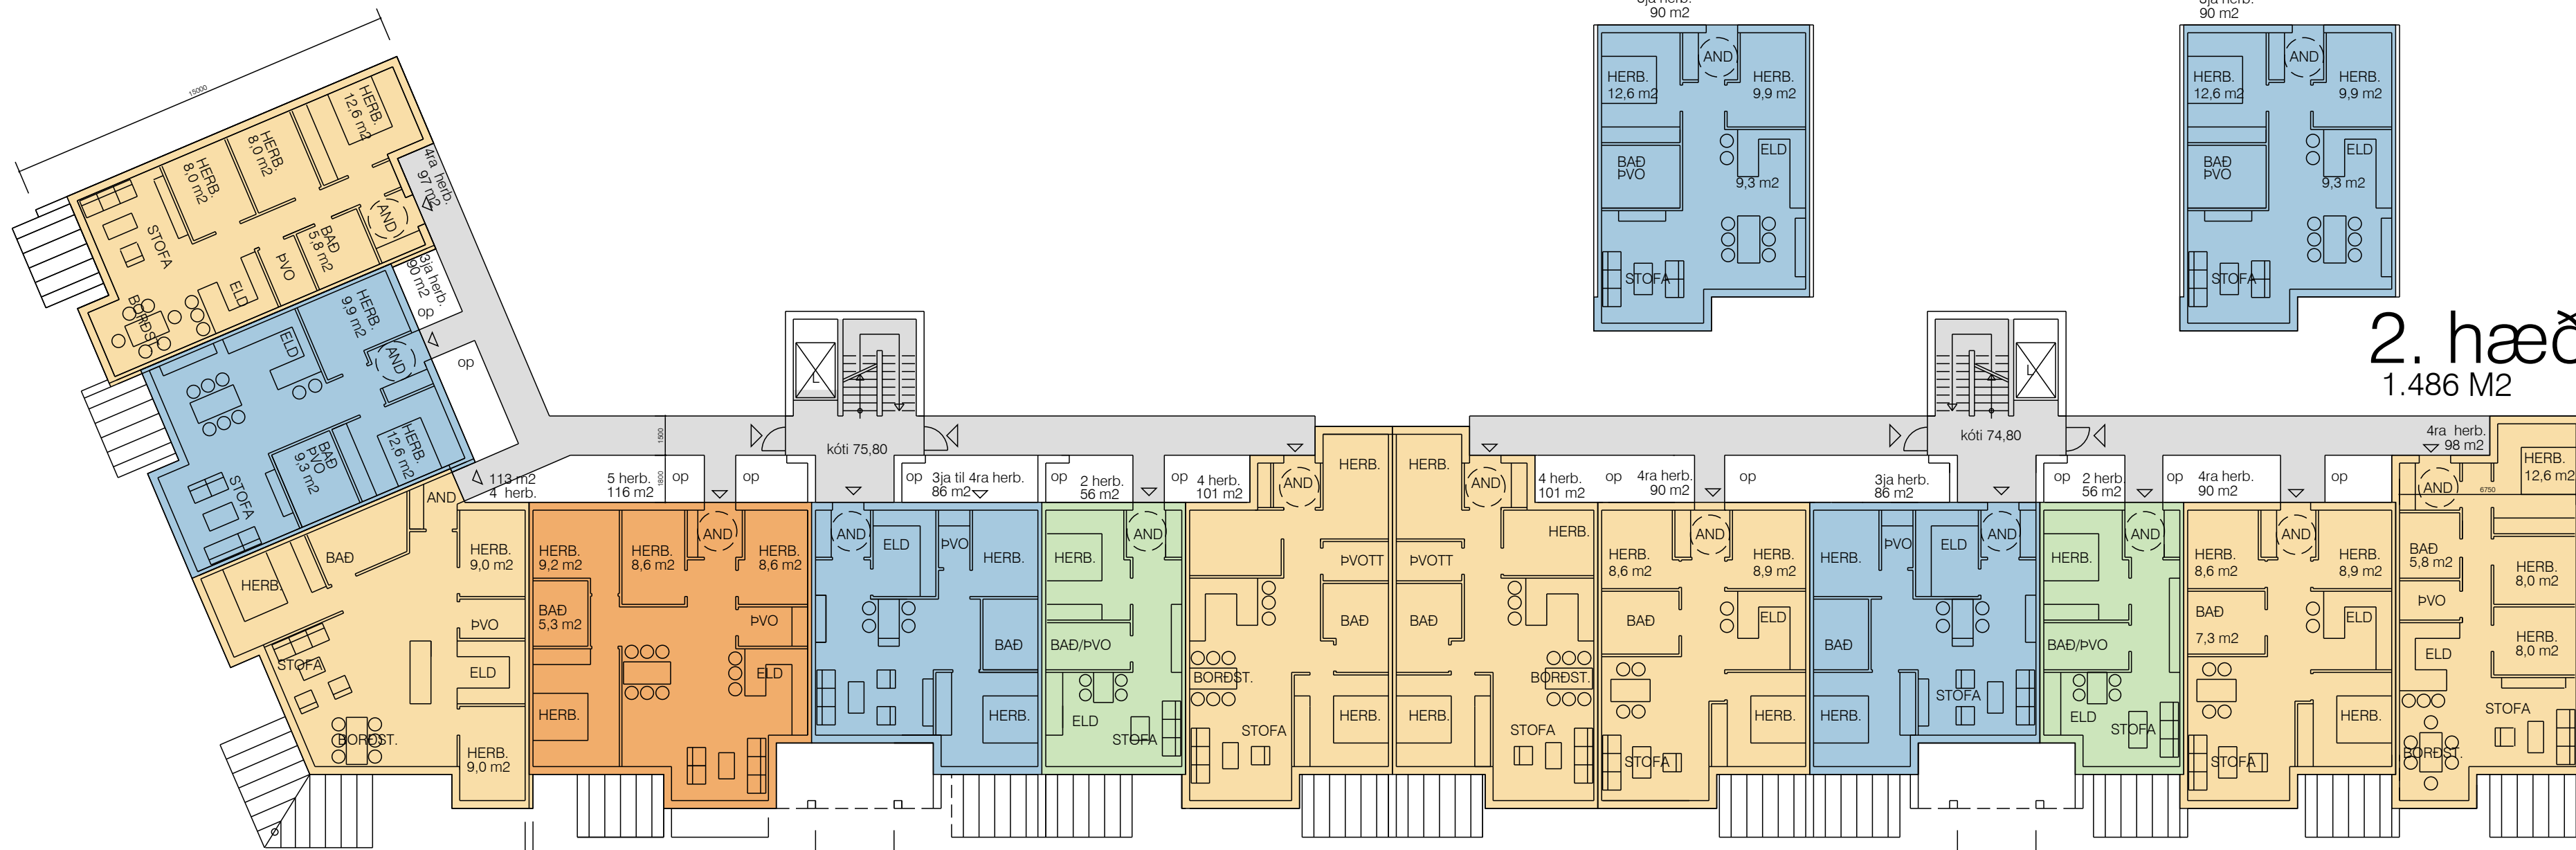 3ja herb.
90 m2
AND
HERB.
12,6 m2
HERB.
9,9 m2
ELD
BAÐ
ÞVO
9,3 m2
STOFA
3ja herb.
90 m2
AND
HERB.
12,6 m2
HERB.
9,9 m2
ELD
BAÐ
ÞVO
9,3 m2
STOFA
2. hæð
1.486 M2
15000
HERB.
12,6 m2
HERB.
8,0 m2
HERB.
8,0 m2
4ra herb.
97 m2
AND
BAÐ
5,8 m2
ÞVO
STOFA
ELD
BORÐST.
3ja herb.
90 m2
op
HERB.
9,9 m2
AND
ELD
op
HERB.
12,6 m2
BAÐ
ÞVO
9,3 m2
STOFA
L
kóti 75,80
1500
1800
L
kóti 74,80
113 m2
4 herb.
AND
BAÐ
HERB.
HERB.
9,0 m2
ÞVO
STOFA
ELD
BORÐST.
HERB.
9,0 m2
5 herb.
116 m2
op
op
AND
HERB.
9,2 m2
HERB.
8,6 m2
HERB.
8,6 m2
BAÐ
5,3 m2
ÞVO
ELD
HERB.
op
3ja til 4ra herb.
86 m2
AND
ELD
ÞVO
HERB.
BAÐ
HERB.
op
2 herb.
56 m2
AND
HERB.
BAÐ/ÞVO
ELD
STOFA
op
4 herb.
101 m2
AND
HERB.
ÞVOTT
BAÐ
BORÐST.
HERB.
STOFA
HERB.
AND
4 herb.
101 m2
HERB.
ÞVOTT
BAÐ
BORÐST.
HERB.
STOFA
op
4ra herb.
90 m2
op
AND
HERB.
8,6 m2
HERB.
8,9 m2
BAÐ
ELD
HERB.
STOFA
3ja herb.
86 m2
HERB.
ÞVO
ELD
AND
BAÐ
STOFA
HERB.
op
2 herb.
56 m2
AND
HERB.
BAÐ/ÞVO
ELD
STOFA
op
4ra herb.
90 m2
op
AND
HERB.
8,6 m2
HERB.
8,9 m2
BAÐ
7,3 m2
ELD
HERB.
STOFA
4ra herb.
98 m2
HERB.
12,6 m2
AND
6750
BAÐ
5,8 m2
HERB.
8,0 m2
ÞVO
HERB.
8,0 m2
ELD
STOFA
BORÐST.